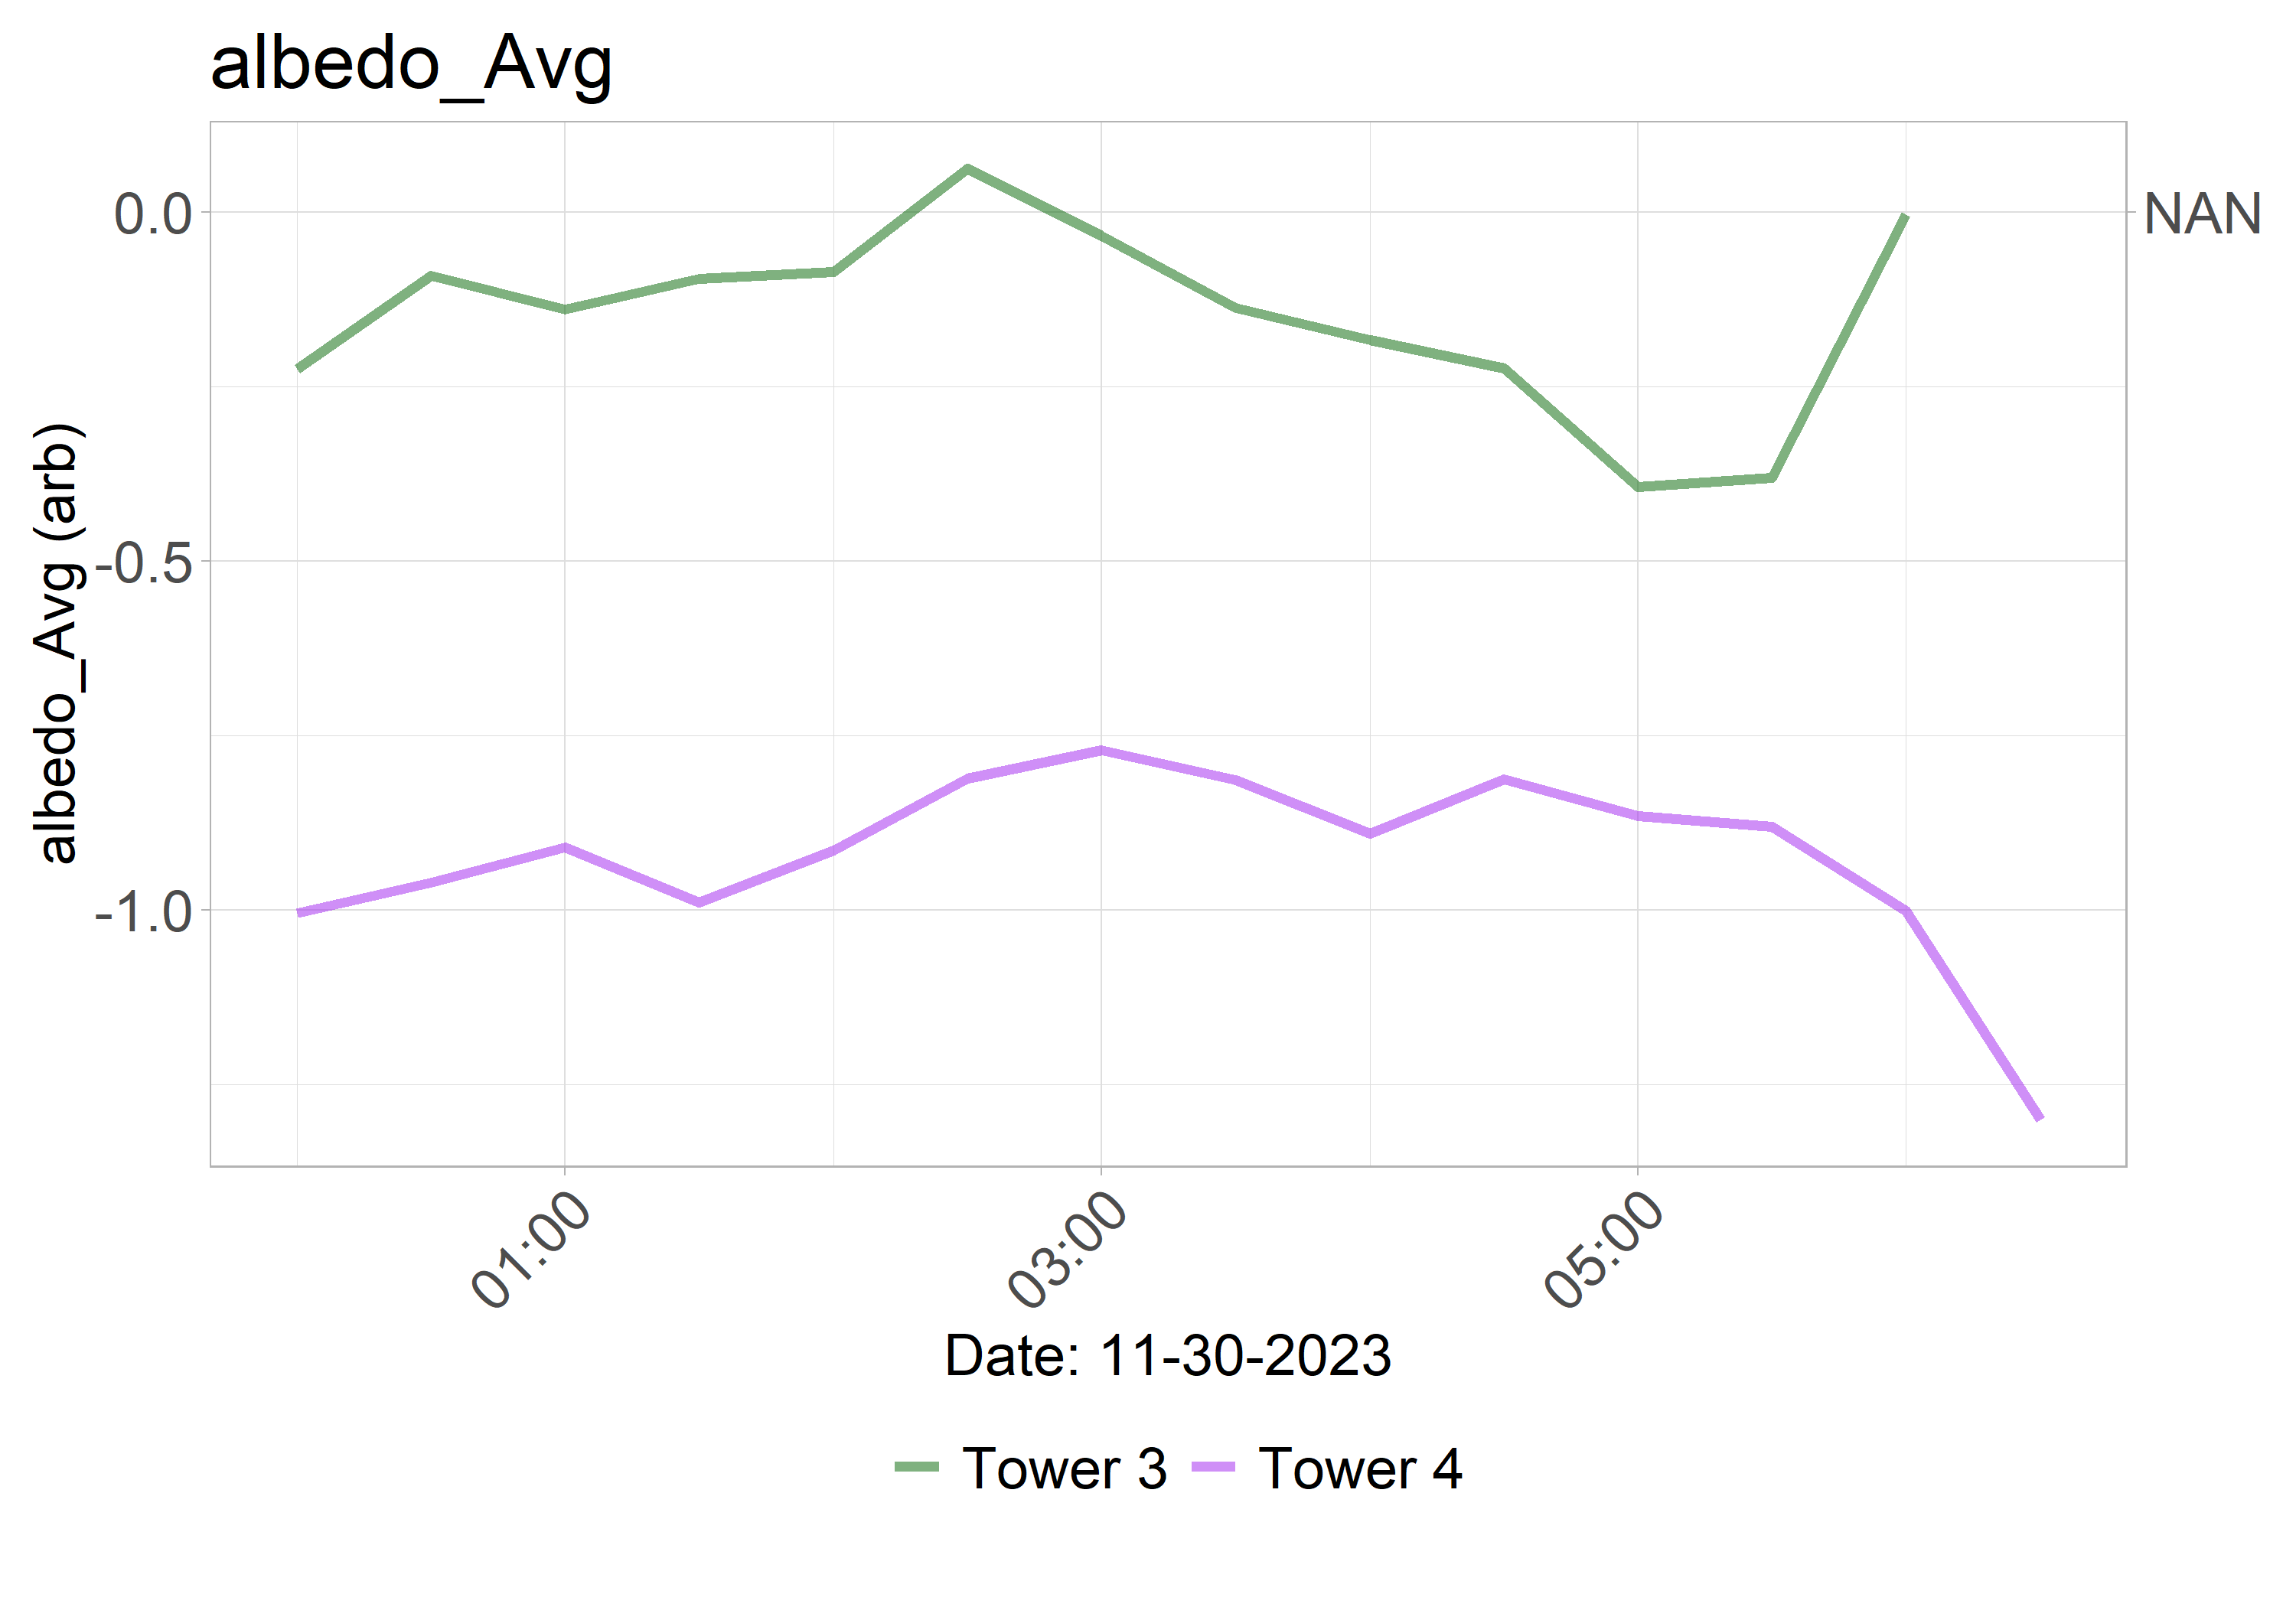 albedo_Avg
albedo_Avg (arb)
0.0
-0.5
-1.0
NAN
01:00
03:00
05:00
Date: 11-30-2023
Tower 3
Tower 4